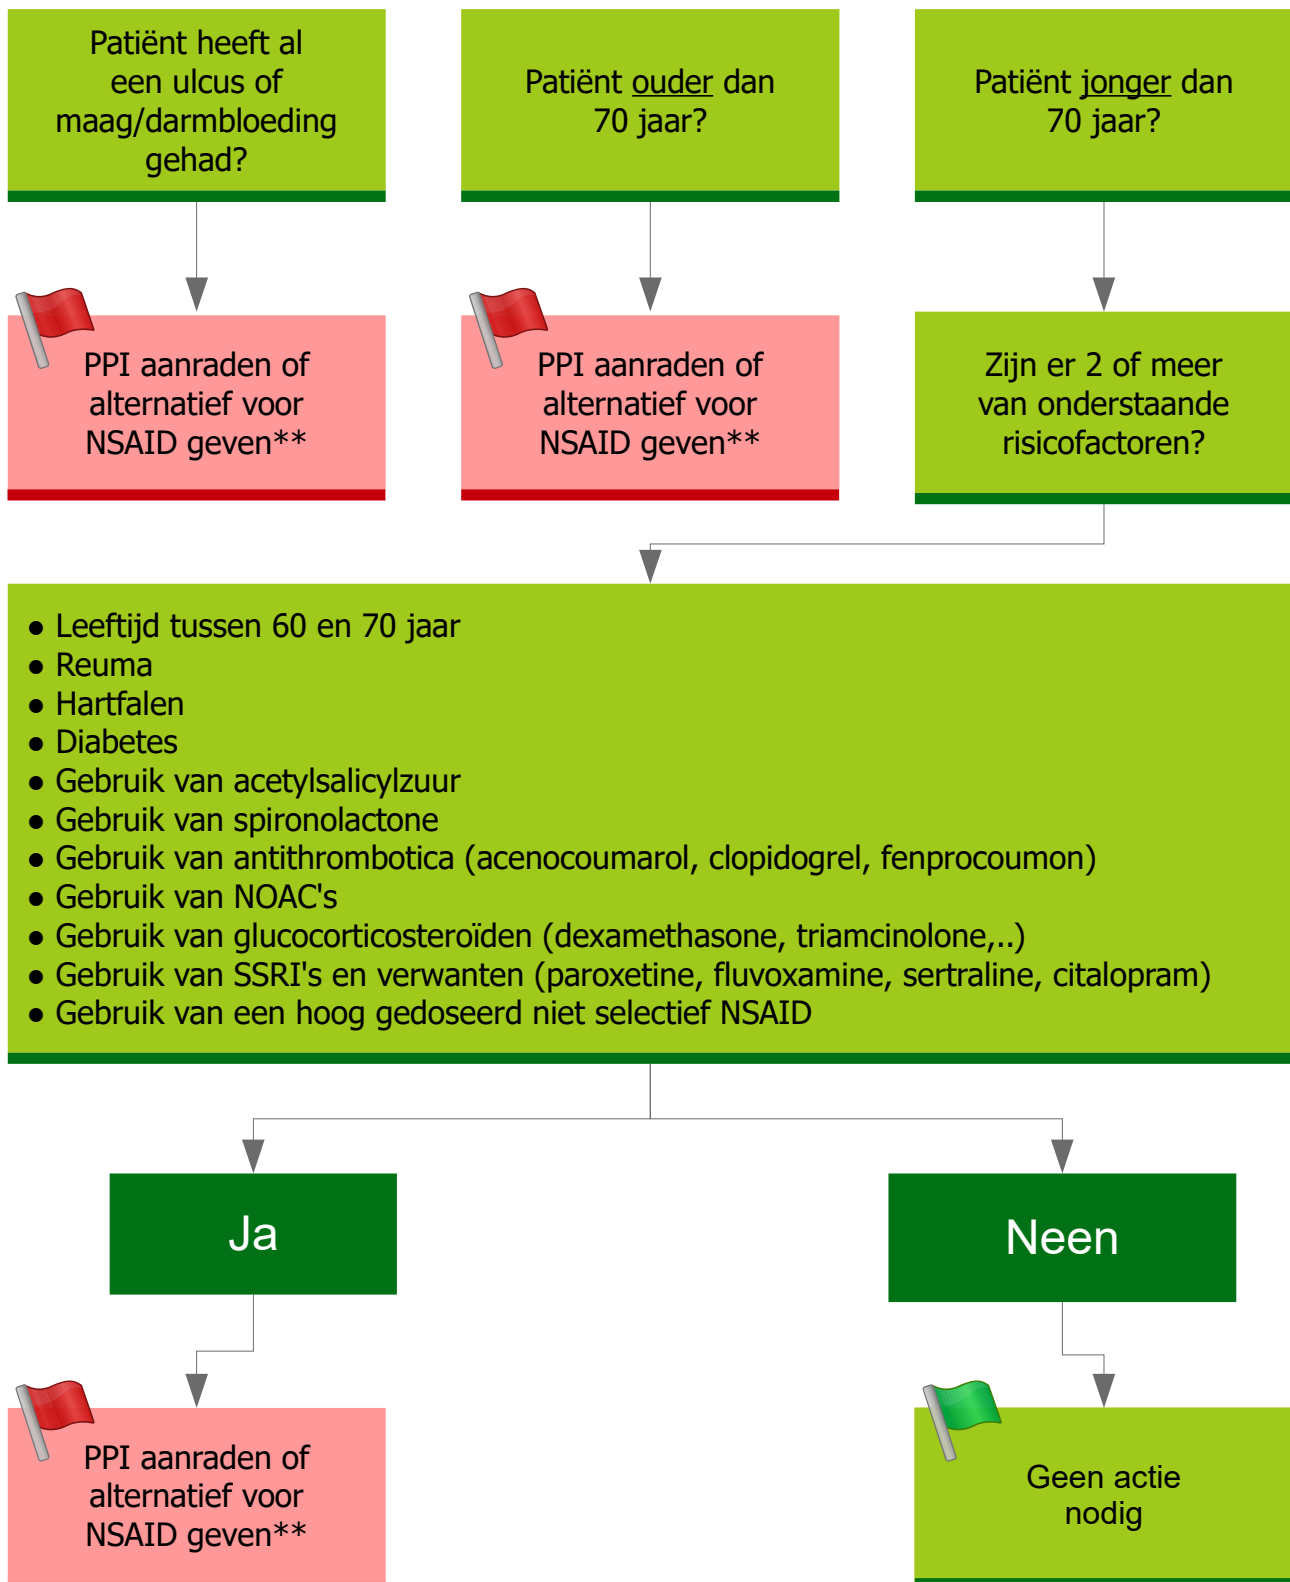 Patiënt heeft al
een ulcus of
maag/darmbloeding
gehad?
Patiënt ouder dan
70 jaar?
Patiënt jonger dan
70 jaar?
PPI aanraden of
alternatief voor
NSAID geven**
PPI aanraden of
alternatief voor
NSAID geven**
Zijn er 2 of meer
van onderstaande
risicofactoren?
● Leeftijd tussen 60 en 70 jaar
● Reuma
● Hartfalen
● Diabetes
● Gebruik van acetylsalicylzuur
● Gebruik van spironolactone
● Gebruik van antithrombotica (acenocoumarol, clopidogrel, fenprocoumon)
● Gebruik van NOAC's
● Gebruik van glucocorticosteroïden (dexamethasone, triamcinolone,..)
● Gebruik van SSRI's en verwanten (paroxetine, fluvoxamine, sertraline, citalopram)
● Gebruik van een hoog gedoseerd niet selectief NSAID
Ja
Neen
PPI aanraden of
alternatief voor
NSAID geven**
Geen actie
nodig